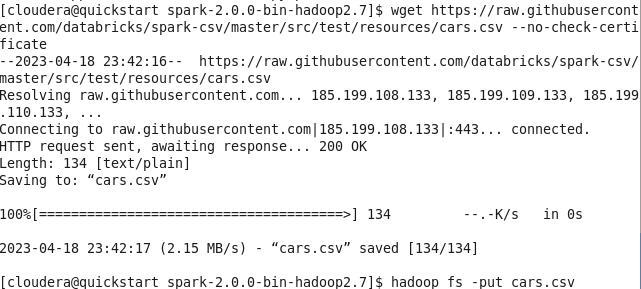 [cloudera@quickstart spark-2.0.0-bin-hadoop2.7]$ wget https://raw.githubusercont
ent.com/databricks/spark-csv/master/src/test/resources/cars.csv --no-check-certi
ficate
--2023-04-18 23:42:16--  https://raw.githubusercontent.com/databricks/spark-csv/
master/src/test/resources/cars.csv
Resolving raw.githubusercontent.com... 185.199.108.133, 185.199.109.133, 185.199
.110.133, ...
Connecting to raw.githubusercontent.com|185.199.108.133|:443... connected.
HTTP request sent, awaiting response... 200 OK
Length: 134 [text/plain]
Saving to: “cars.csv”
100%[======================================>] 134         --.-K/s   in 0s
2023-04-18 23:42:17 (2.15 MB/s) - “cars.csv” saved [134/134]
[cloudera@quickstart spark-2.0.0-bin-hadoop2.7]$ hadoop fs -put cars.csv